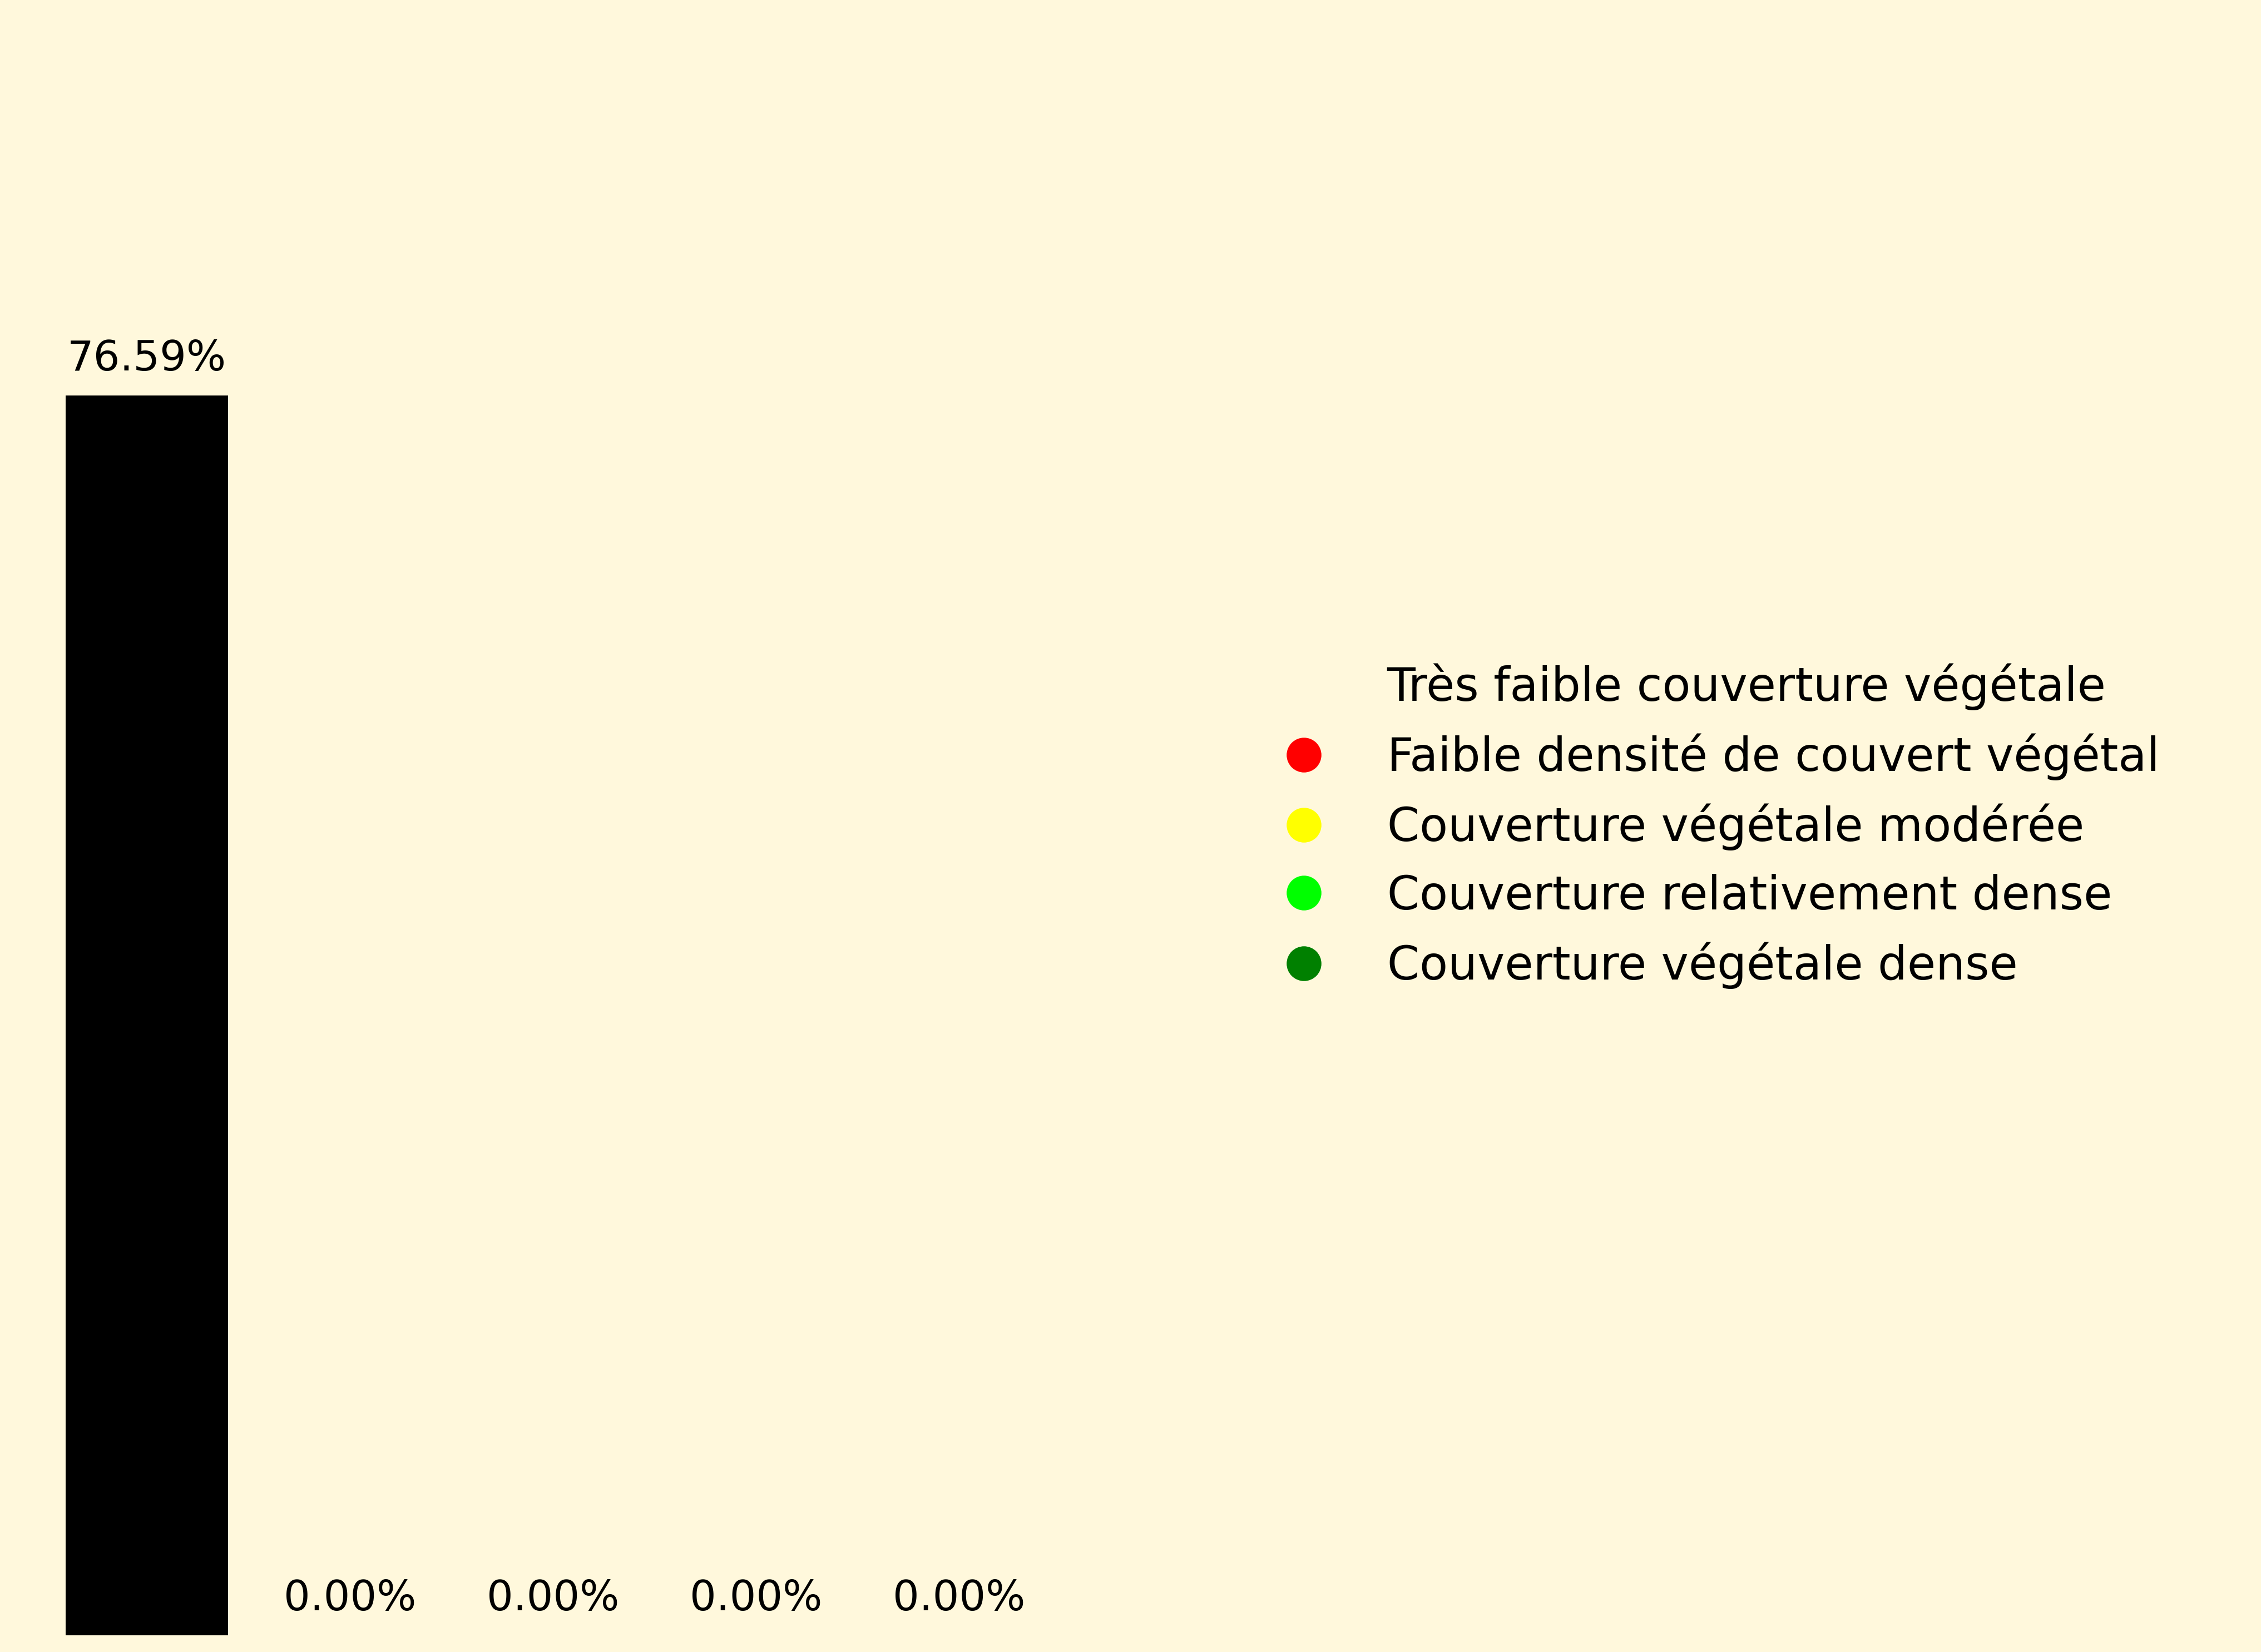 76.59%
Très faible couverture végétale
Faible densité de couvert végétal
Couverture végétale modérée
Couverture relativement dense
Couverture végétale dense
0.00% 0.00% 0.00% 0.00%